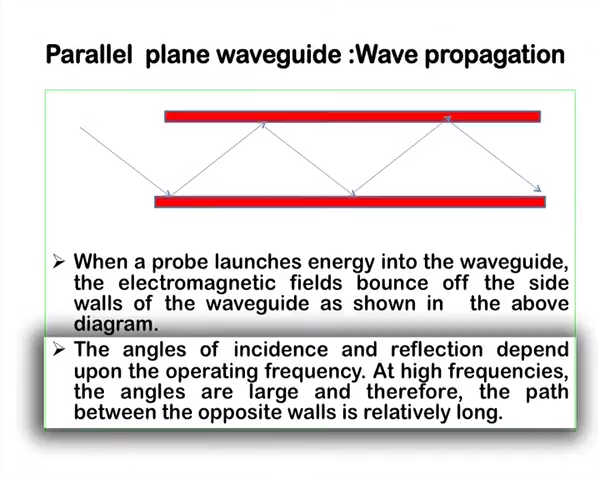 Parallel plane waveguide :Wave propagation
➢ When a probe launches energy into the waveguide,
the electromagnetic fields bounce off the side
walls of the waveguide as shown in the above
diagram.
➢ The angles of incidence and reflection depend
upon the operating frequency. At high frequencies,
the angles are large and therefore, the path
between the opposite walls is relatively long.